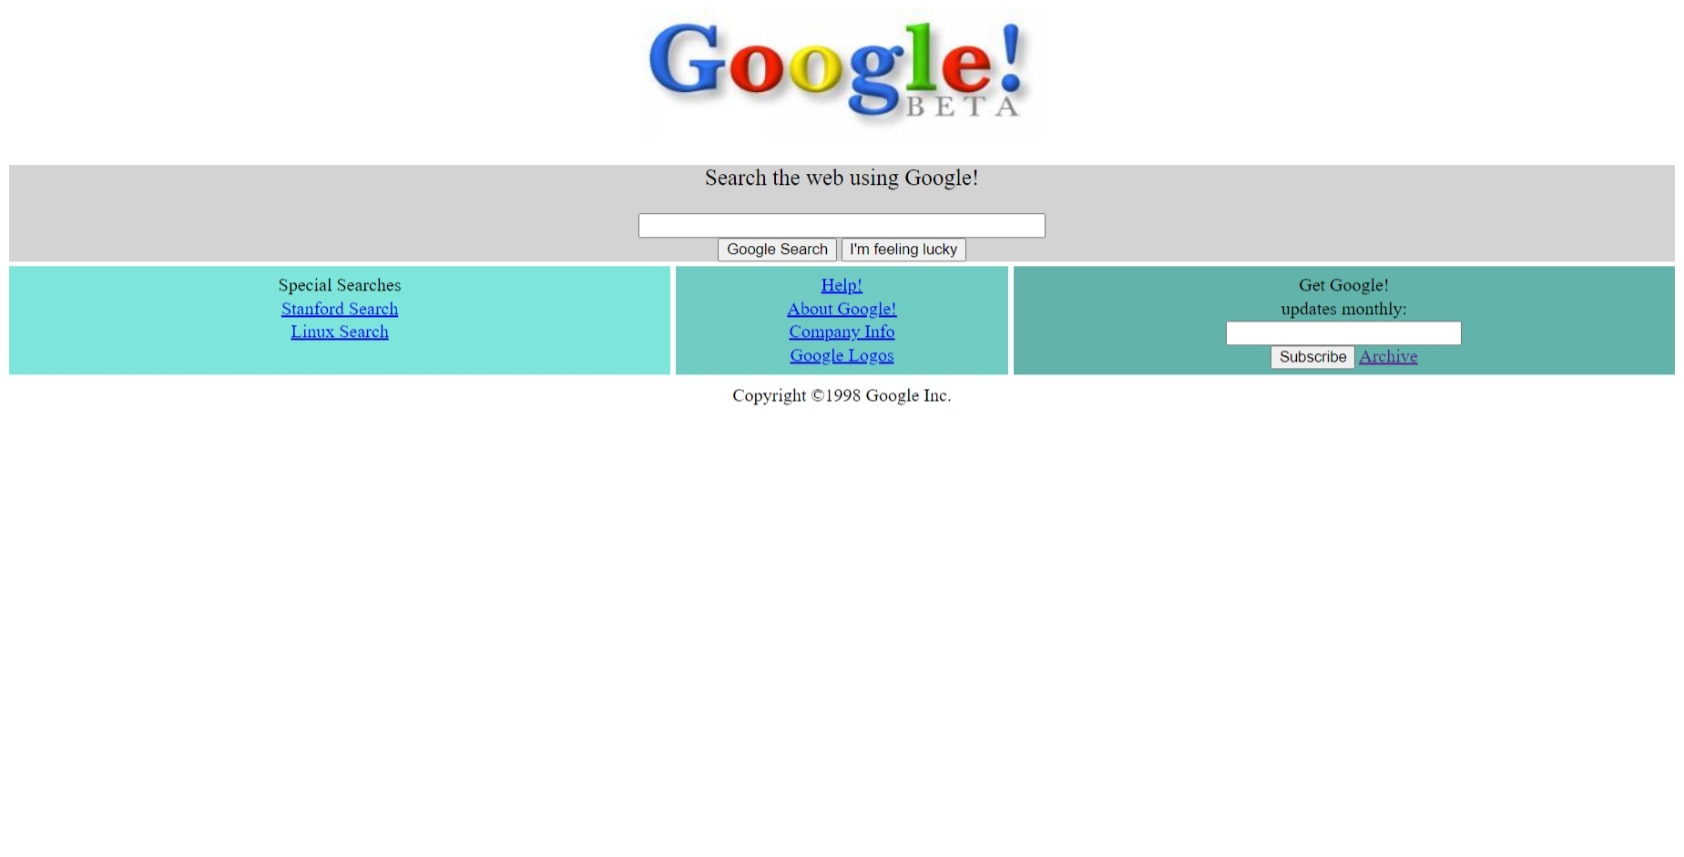 Google!
BETA
Search the web using Google!
Google Search I'm feeling lucky
Special Searches
Stanford Search
Linux Search
Help!
About Google!
Company Info
Google Logos
Get Google!
updates monthly:
Subscribe Archive
Copyright ©1998 Google Inc.